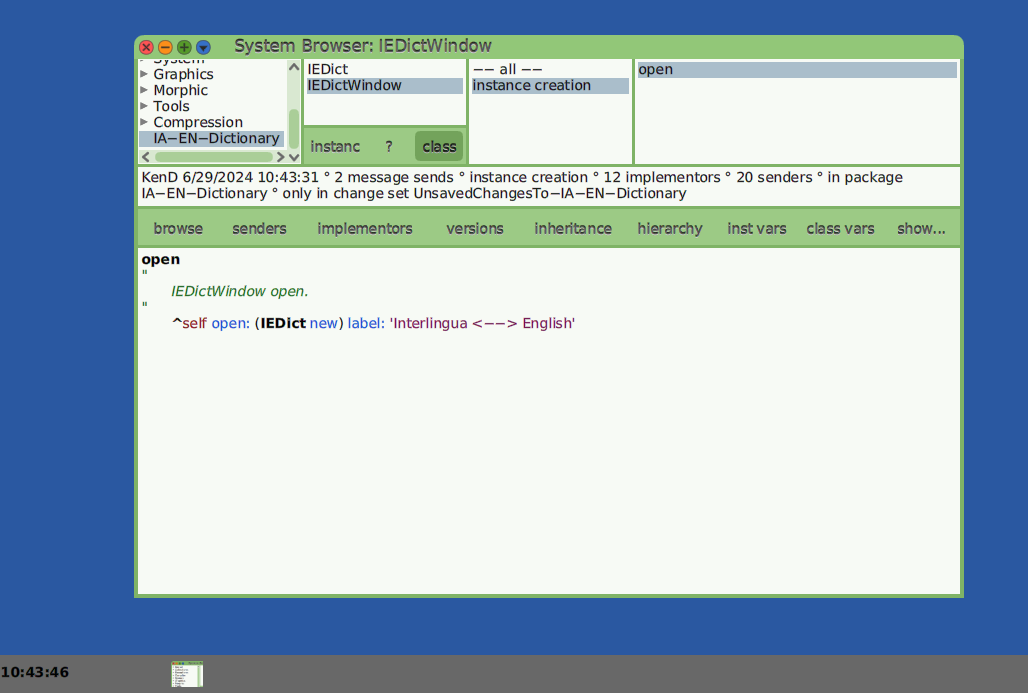 System Browser: IEDictWindow
System
Graphics
Morphic
Tools
Compression
IA−EN−Dictionary
IEDict
IEDictWindow
instanc ? class
−− all −−
instance creation
open
KenD 6/29/2024 10:43:31 ° 2 message sends ° instance creation ° 12 implementors ° 20 senders ° in package
IA−EN−Dictionary ° only in change set UnsavedChangesTo−IA−EN−Dictionary
browse senders implementors versions inheritance hierarchy inst vars class vars show...
open
"
IEDictWindow open.
"
^self open: (IEDict new) label: 'Interlingua <−−> English'
10:43:46